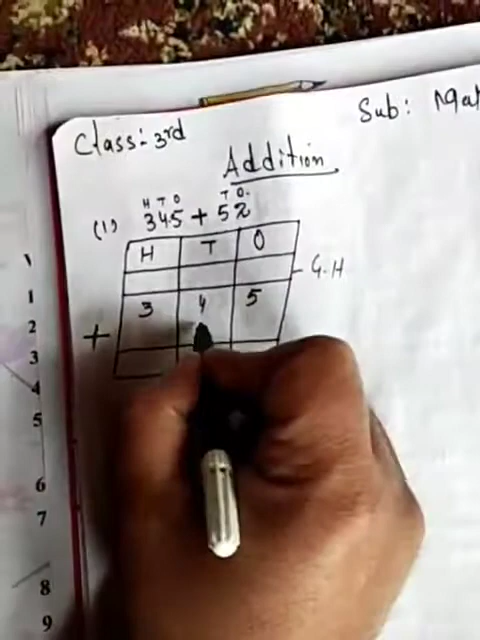 Class:- 3rd
Sub:
Addition
H T O T O.
(1) 345 + 52
H T O
G.H
3 4 5
+
1
2
3
4
5
6
7
8
9